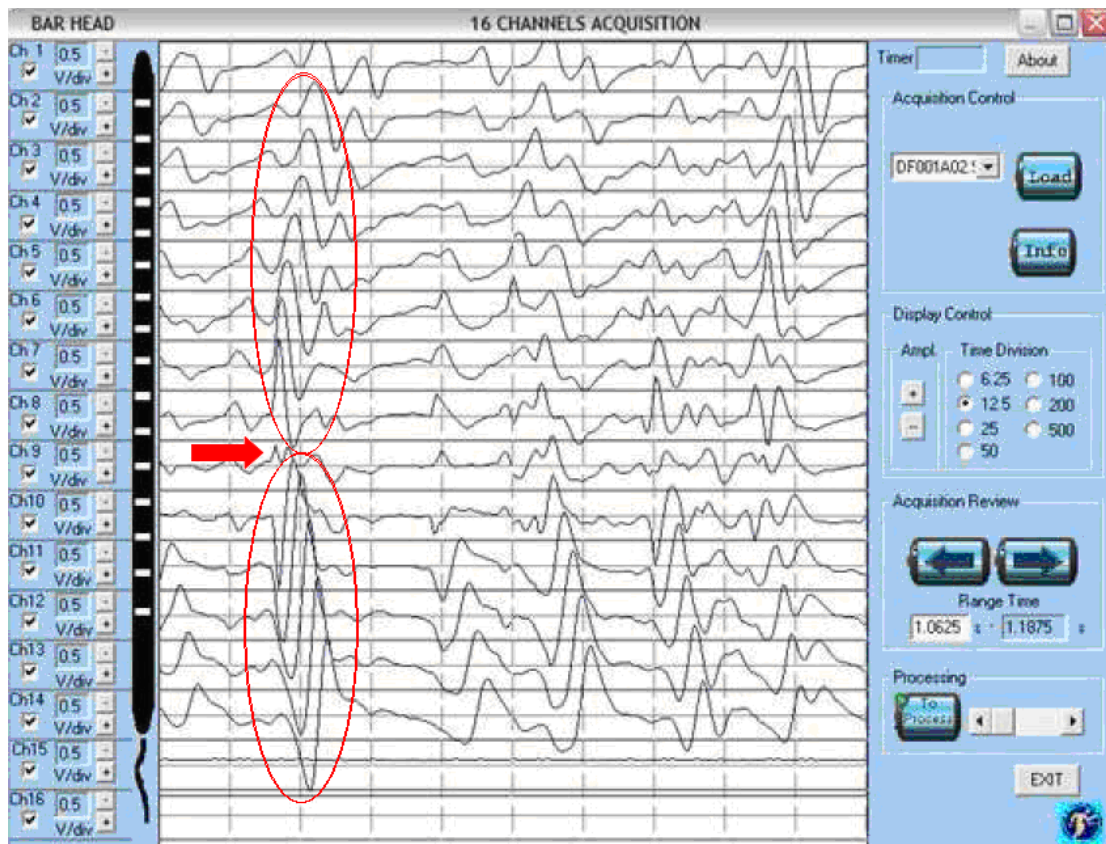 BAR HEAD
16 CHANNELS ACQUISITION
Ch 1 0.5 -
V/div +
Ch 2 0.5 -
V/div +
Ch 3 0.5 -
V/div +
Ch 4 0.5 -
V/div +
Ch 5 0.5 -
V/div +
Ch 6 0.5 -
V/div +
Ch 7 0.5 -
V/div +
Ch 8 0.5 -
V/div +
Ch 9 0.5 -
V/div +
Ch10 0.5 -
V/div +
Ch11 0.5 -
V/div +
Ch12 0.5 -
V/div +
Ch13 0.5 -
V/div +
Ch14 0.5 -
V/div +
Ch15 0.5 -
V/div +
Ch16 0.5 -
V/div +
Timer
About
Acquisition Control
Load
Info
Display Control
Ampl. Time Division
+
-
6.25 100
12.5 200
25 500
50
Acquisition Review
Range Time
1.0625 s - 1.1875 s
Processing
To
Process
EXIT